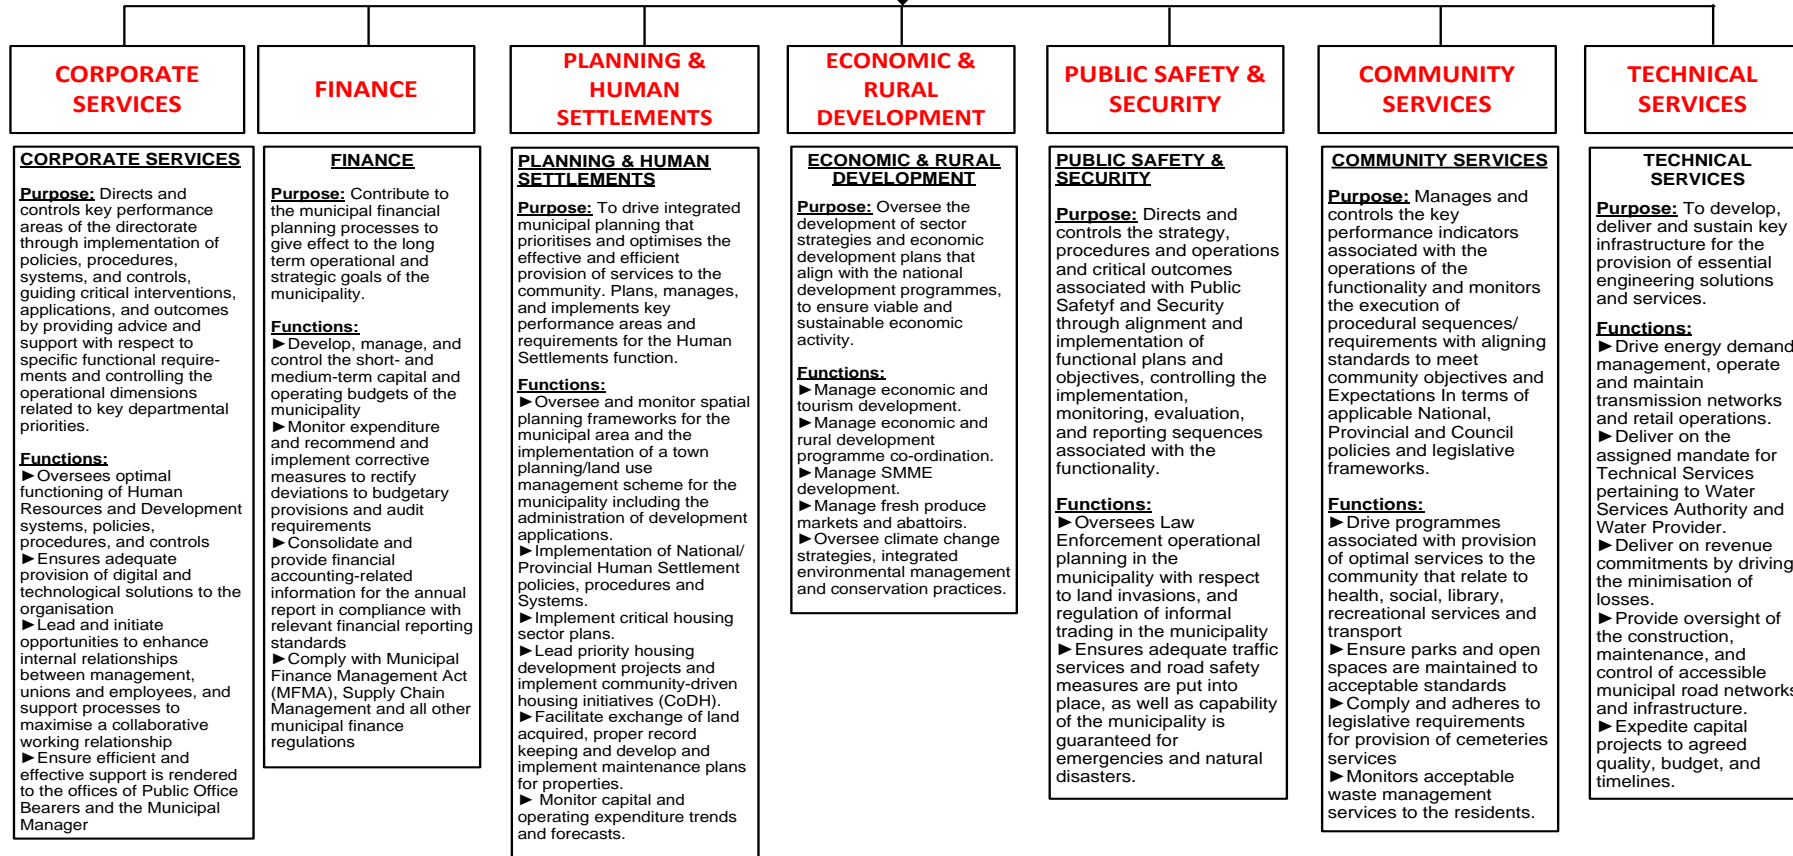 CORPORATE
SERVICES
FINANCE
PLANNING &
HUMAN
SETTLEMENTS
ECONOMIC &
RURAL
DEVELOPMENT
PUBLIC SAFETY &
SECURITY
COMMUNITY
SERVICES
TECHNICAL
SERVICES
CORPORATE SERVICES
Purpose: Directs and
controls key performance
areas of the directorate
through implementation of
policies, procedures,
systems, and controls,
guiding critical interventions,
applications, and outcomes
by providing advice and
support with respect to
specific functional require-
ments and controlling the
operational dimensions
related to key departmental
priorities.
Functions:
►Oversees optimal
functioning of Human
Resources and Development
systems, policies,
procedures, and controls
►Ensures adequate
provision of digital and
technological solutions to the
organisation
►Lead and initiate
opportunities to enhance
internal relationships
between management,
unions and employees, and
support processes to
maximise a collaborative
working relationship
►Ensure efficient and
effective support is rendered
to the offices of Public Office
Bearers and the Municipal
Manager
FINANCE
Purpose: Contribute to
the municipal financial
planning processes to
give effect to the long
term operational and
strategic goals of the
municipality.
Functions:
►Develop, manage, and
control the short- and
medium-term capital and
operating budgets of the
municipality
►Monitor expenditure
and recommend and
implement corrective
measures to rectify
deviations to budgetary
provisions and audit
requirements
►Consolidate and
provide financial
accounting-related
information for the annual
report in compliance with
relevant financial reporting
standards
►Comply with Municipal
Finance Management Act
(MFMA), Supply Chain
Management and all other
municipal finance
regulations
PLANNING & HUMAN
SETTLEMENTS
Purpose: To drive integrated
municipal planning that
prioritises and optimises the
effective and efficient
provision of services to the
community. Plans, manages,
and implements key
performance areas and
requirements for the Human
Settlements function.
Functions:
►Oversee and monitor spatial
planning frameworks for the
municipal area and the
implementation of a town
planning/land use
management scheme for the
municipality including the
administration of development
applications.
►Implementation of National/
Provincial Human Settlement
policies, procedures and
Systems.
►Implement critical housing
sector plans.
►Lead priority housing
development projects and
implement community-driven
housing initiatives (CoDH).
►Facilitate exchange of land
acquired, proper record
keeping and develop and
implement maintenance plans
for properties.
► Monitor capital and
operating expenditure trends
and forecasts.
ECONOMIC & RURAL
DEVELOPMENT
Purpose: Oversee the
development of sector
strategies and economic
development plans that
align with the national
development programmes,
to ensure viable and
sustainable economic
activity.
Functions:
►Manage economic and
tourism development.
►Manage economic and
rural development
programme co-ordination.
►Manage SMME
development.
►Manage fresh produce
markets and abattoirs.
►Oversee climate change
strategies, integrated
environmental management
and conservation practices.
PUBLIC SAFETY &
SECURITY
Purpose: Directs and
controls the strategy,
procedures and operations
and critical outcomes
associated with Public
Safetyf and Security
through alignment and
implementation of
functional plans and
objectives, controlling the
implementation,
monitoring, evaluation,
and reporting sequences
associated with the
functionality.
Functions:
►Oversees Law
Enforcement operational
planning in the
municipality with respect
to land invasions, and
regulation of informal
trading in the municipality
►Ensures adequate traffic
services and road safety
measures are put into
place, as well as capability
of the municipality is
guaranteed for
emergencies and natural
disasters.
COMMUNITY SERVICES
Purpose: Manages and
controls the key
performance indicators
associated with the
operations of the
functionality and monitors
the execution of
procedural sequences/
requirements with aligning
standards to meet
community objectives and
Expectations In terms of
applicable National,
Provincial and Council
policies and legislative
frameworks.
Functions:
►Drive programmes
associated with provision
of optimal services to the
community that relate to
health, social, library,
recreational services and
transport
►Ensure parks and open
spaces are maintained to
acceptable standards
►Comply and adheres to
legislative requirements
for provision of cemeteries
services
►Monitors acceptable
waste management
services to the residents.
TECHNICAL
SERVICES
Purpose: To develop,
deliver and sustain key
infrastructure for the
provision of essential
engineering solutions
and services.
Functions:
►Drive energy demand
management, operate
and maintain
transmission networks
and retail operations.
►Deliver on the
assigned mandate for
Technical Services
pertaining to Water
Services Authority and
Water Provider.
►Deliver on revenue
commitments by driving
the minimisation of
losses.
►Provide oversight of
the construction,
maintenance, and
control of accessible
municipal road networks
and infrastructure.
►Expedite capital
projects to agreed
quality, budget, and
timelines.